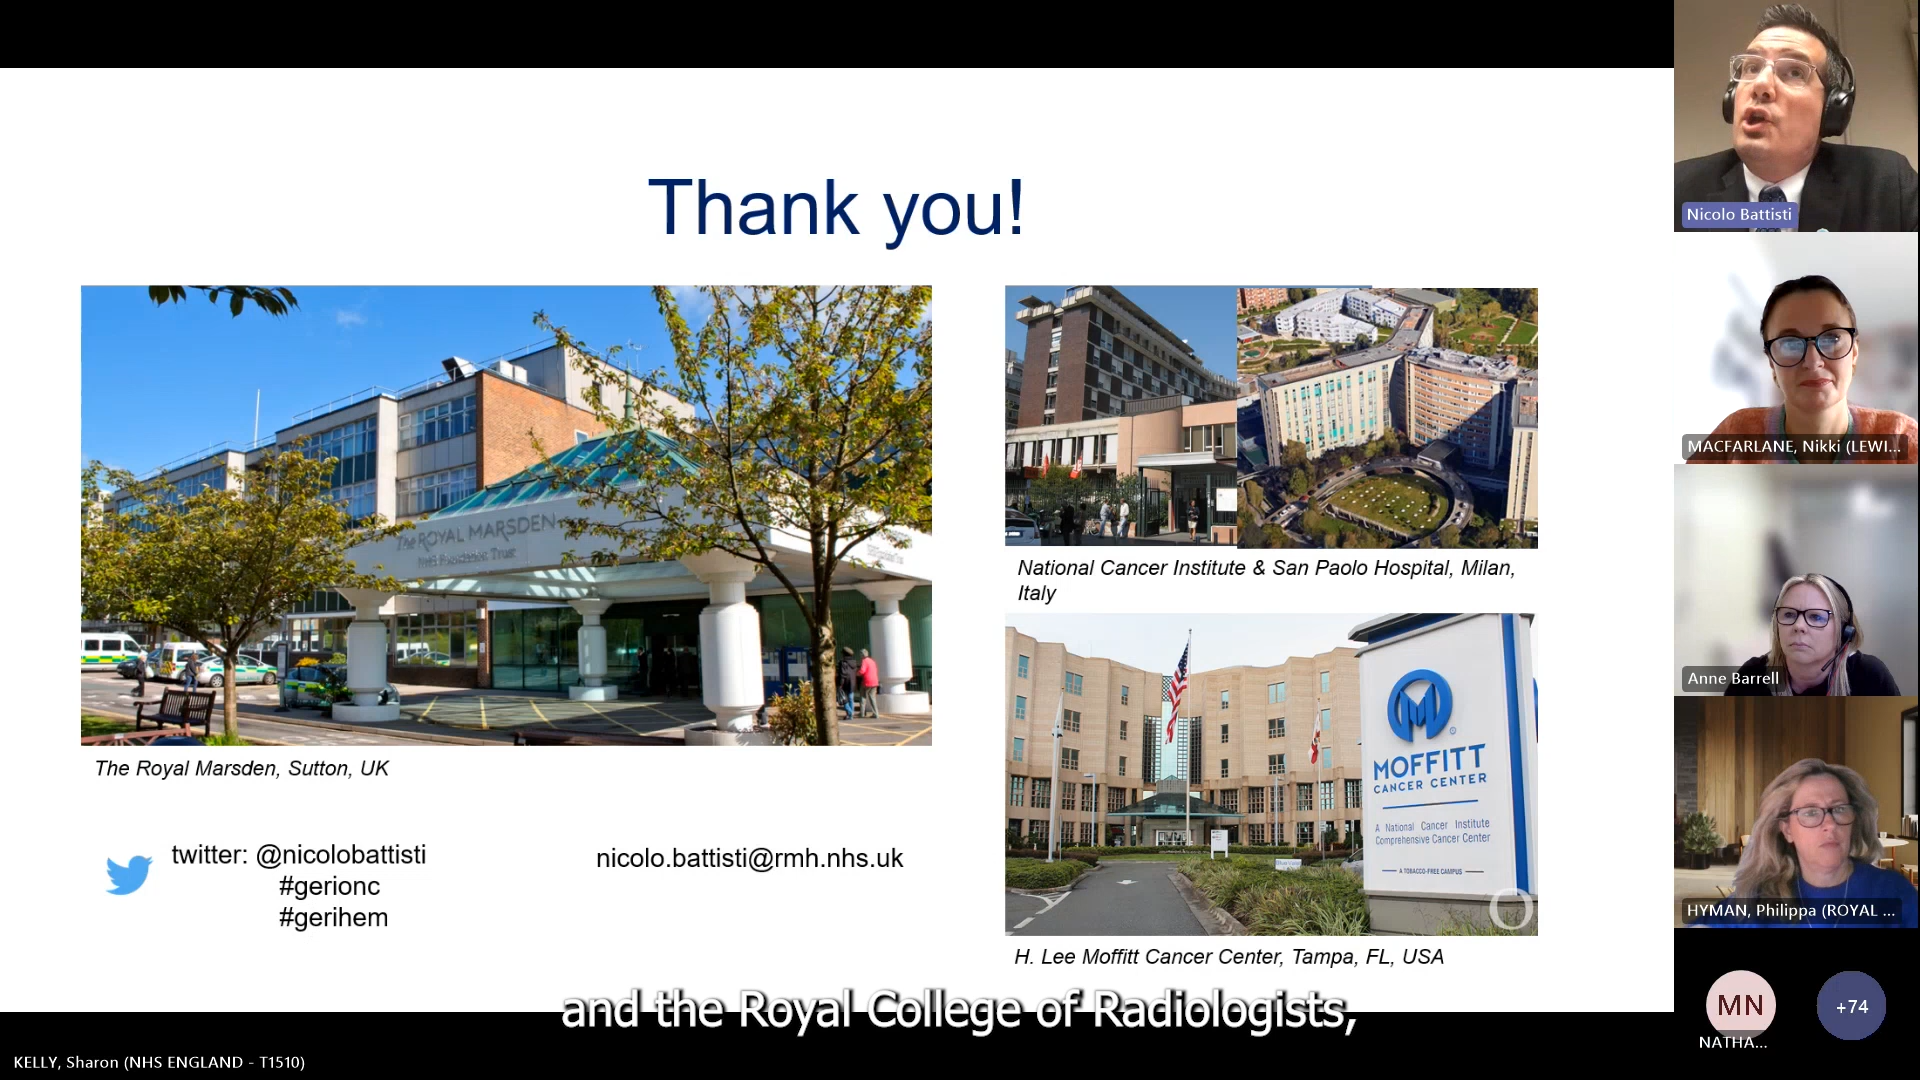 Thank you!
The ROYAL MARSDEN
NHS Foundation Trust
The Royal Marsden, Sutton, UK
twitter: @nicolobattisti
#gerionc
#gerihem
nicolo.battisti@rmh.nhs.uk
National Cancer Institute & San Paolo Hospital, Milan,
Italy
MOFFITT
CANCER CENTER
A National Cancer Institute
Comprehensive Cancer Center
A TOBACCO-FREE CAMPUS
H. Lee Moffitt Cancer Center, Tampa, FL, USA
and the Royal College of Radiologists,
KELLY, Sharon (NHS ENGLAND - T1510)
Nicolo Battisti
MACFARLANE, Nikki (LEWI...
Anne Barrell
HYMAN, Philippa (ROYAL ...
MN
NATHA...
+74